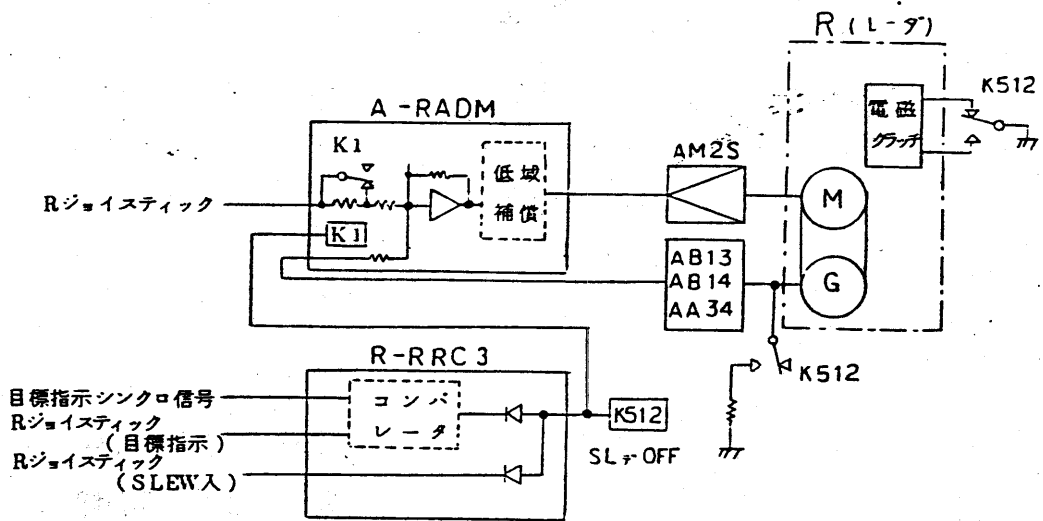 R (レーダ)
K512
A-RADM
電磁
クラッチ
K1
AM2S
低域
補償
M
Rジョイスティック
K1
AB13
AB14
AA34
G
R-RRC3
K512
目標指示シンクロ信号
コンパ
レータ
K512
Rジョイスティック
(目標指示)
SLデOFF
Rジョイスティック
(SLEW入)